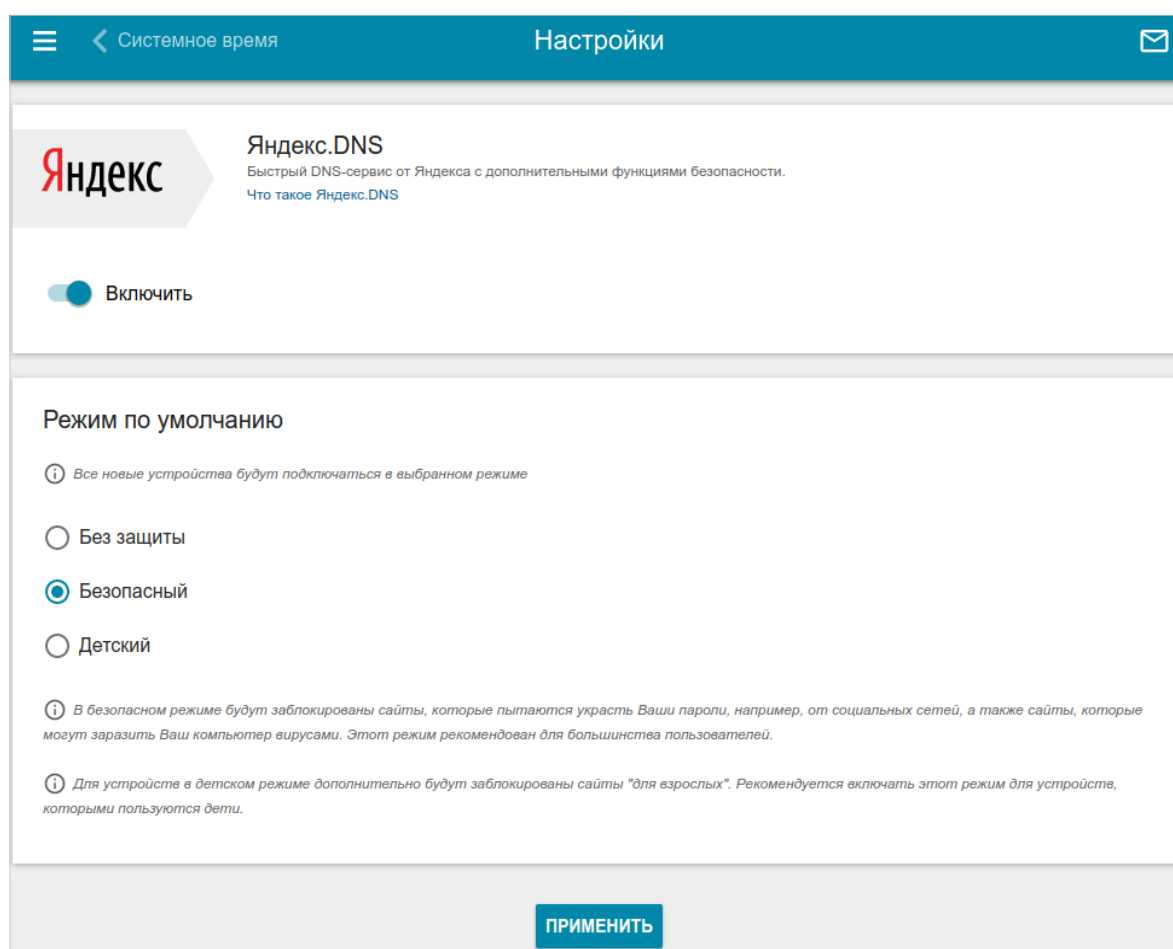 Системное время
Настройки
Яндекс
Яндекс.DNS
Быстрый DNS-сервис от Яндекса с дополнительными функциями безопасности.
Что такое Яндекс.DNS
Включить
Режим по умолчанию
Все новые устройства будут подключаться в выбранном режиме
Без защиты
Безопасный
Детский
В безопасном режиме будут заблокированы сайты, которые пытаются украсть Ваши пароли, например, от социальных сетей, а также сайты, которые
могут заразить Ваш компьютер вирусами. Этот режим рекомендован для большинства пользователей.
Для устройств в детском режиме дополнительно будут заблокированы сайты "для взрослых". Рекомендуется включать этот режим для устройств,
которыми пользуются дети.
ПРИМЕНИТЬ